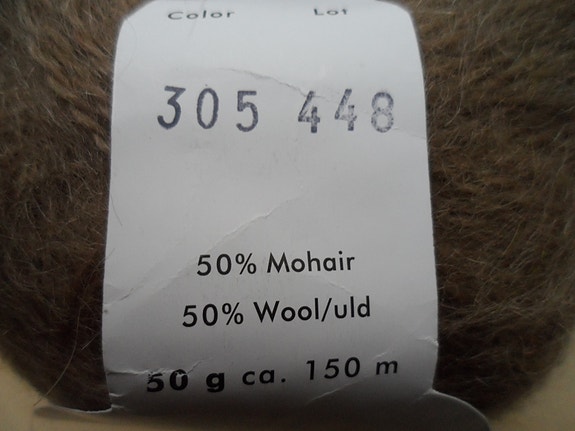 Color Lot
305 448
50% Mohair
50% Wool/uld
50 g ca. 150 m